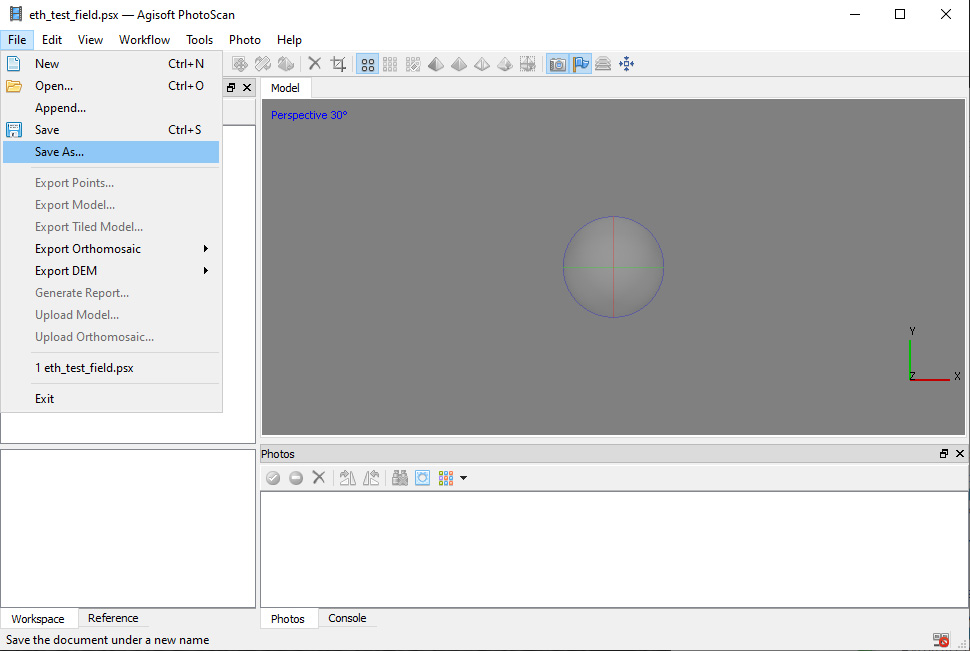 eth_test_field.psx — Agisoft PhotoScan
File Edit View Workflow Tools Photo Help
New Ctrl+N
Open... Ctrl+O
Append...
Save Ctrl+S
Save As...
Export Points...
Export Model...
Export Tiled Model...
Export Orthomosaic
Export DEM
Generate Report...
Upload Model...
Upload Orthomosaic...
1 eth_test_field.psx
Exit
Model
Perspective 30°
Y
Z X
Photos
Workspace Reference
Photos Console
Save the document under a new name